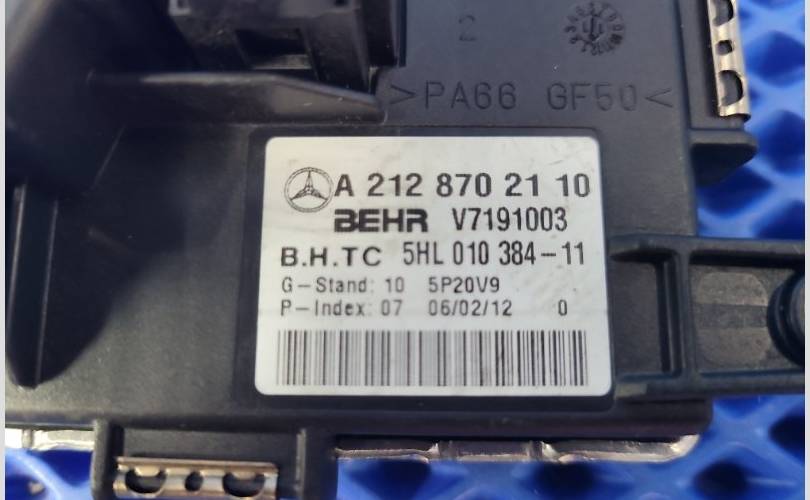 2
>PA66 GF50<
A 212 870 21 10
BEHR V7191003
B.H.TC 5HL 010 384-11
G-Stand: 10 5P20V9
P-Index: 07 06/02/12 0